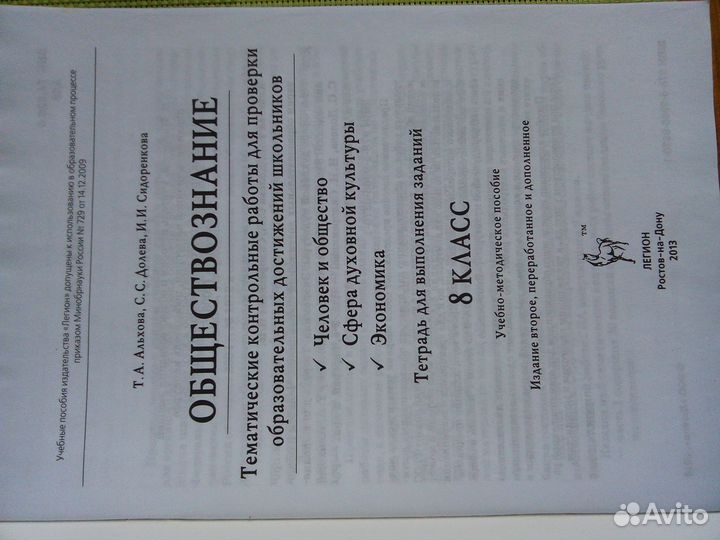 Учебные пособия издательства «Легион» допущены к использованию в образовательном процессе
приказом Минобрнауки России № 729 от 14.12.2009
Т. А. Альхова, С. С. Долева, И. И. Сидоренкова
ОБЩЕСТВОЗНАНИЕ
Тематические контрольные работы для проверки
образовательных достижений школьников
✓ Человек и общество
✓ Сфера духовной культуры
✓ Экономика
Тетрадь для выполнения заданий
8 КЛАСС
Учебно-методическое пособие
Издание второе, переработанное и дополненное
™
ЛЕГИОН
Ростов-на-Дону
2013
Avito